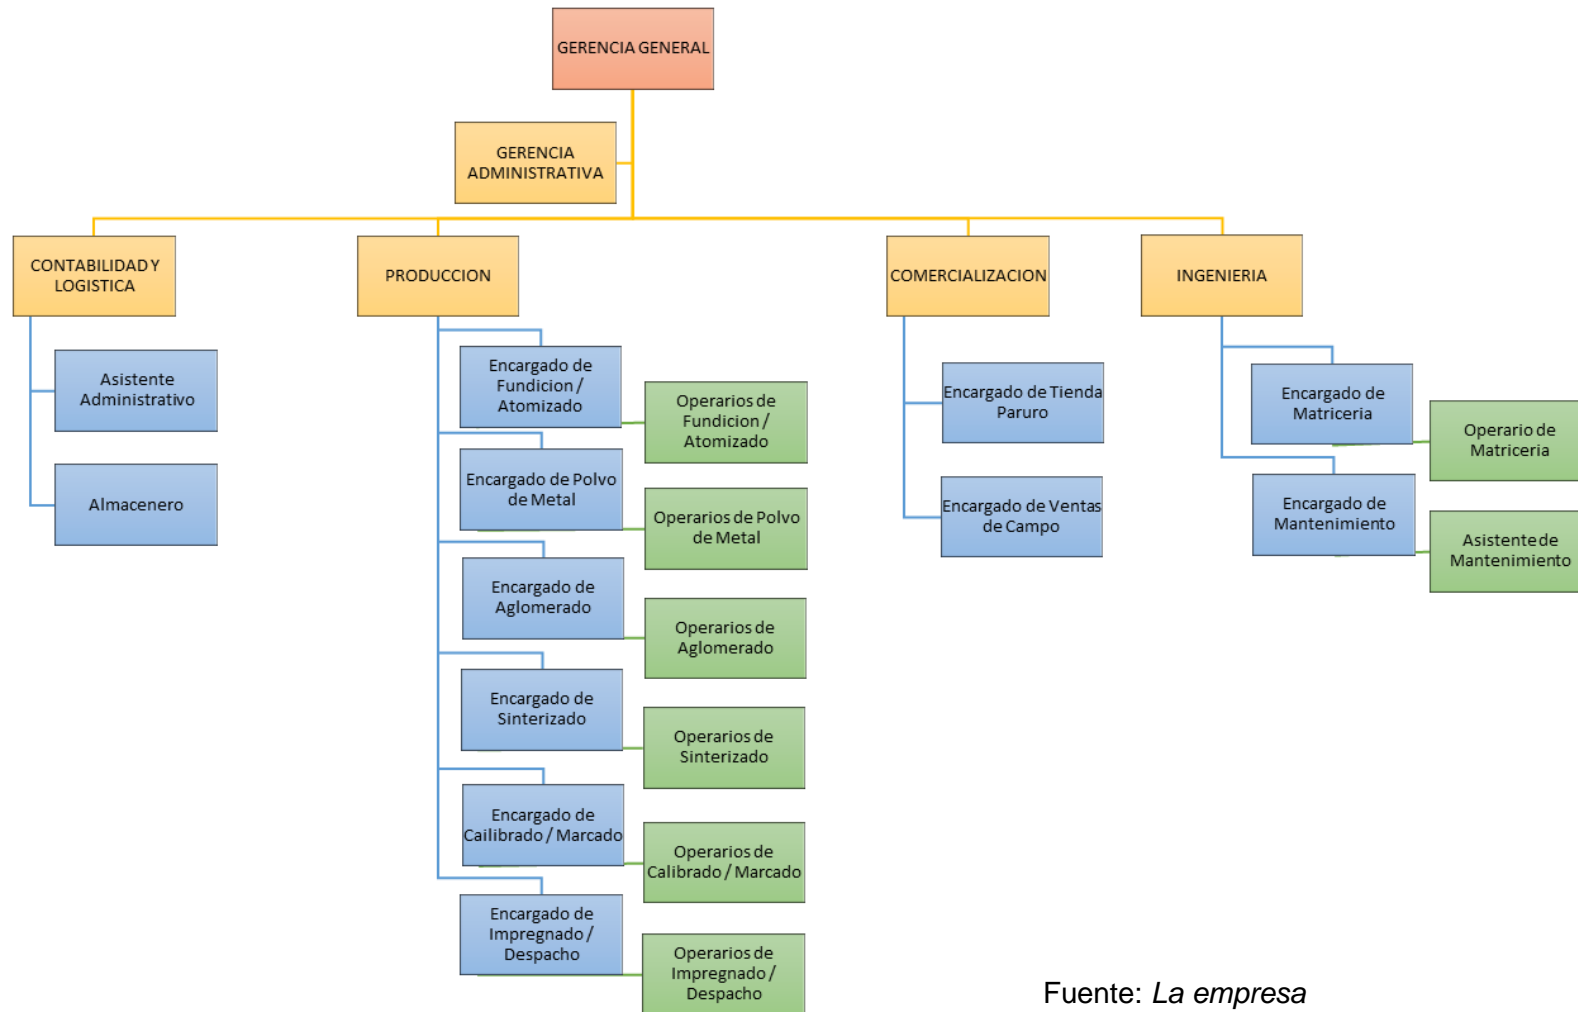 GERENCIA GENERAL
GERENCIA
ADMINISTRATIVA
CONTABILIDAD Y
LOGISTICA
Asistente
Administrativo
Almacenero
PRODUCCION
Encargado de
Fundicion /
Atomizado
Operarios de
Fundicion /
Atomizado
Encargado de Polvo
de Metal
Operarios de Polvo
de Metal
Encargado de
Aglomerado
Operarios de
Aglomerado
Encargado de
Sinterizado
Operarios de
Sinterizado
Encargado de
Cailibrado / Marcado
Operarios de
Calibrado / Marcado
Encargado de
Impregnado /
Despacho
Operarios de
Impregnado /
Despacho
COMERCIALIZACION
Encargado de Tienda
Paruro
Encargado de Ventas
de Campo
INGENIERIA
Encargado de
Matriceria
Operario de
Matriceria
Encargado de
Mantenimiento
Asistente de
Mantenimiento
Fuente: La empresa